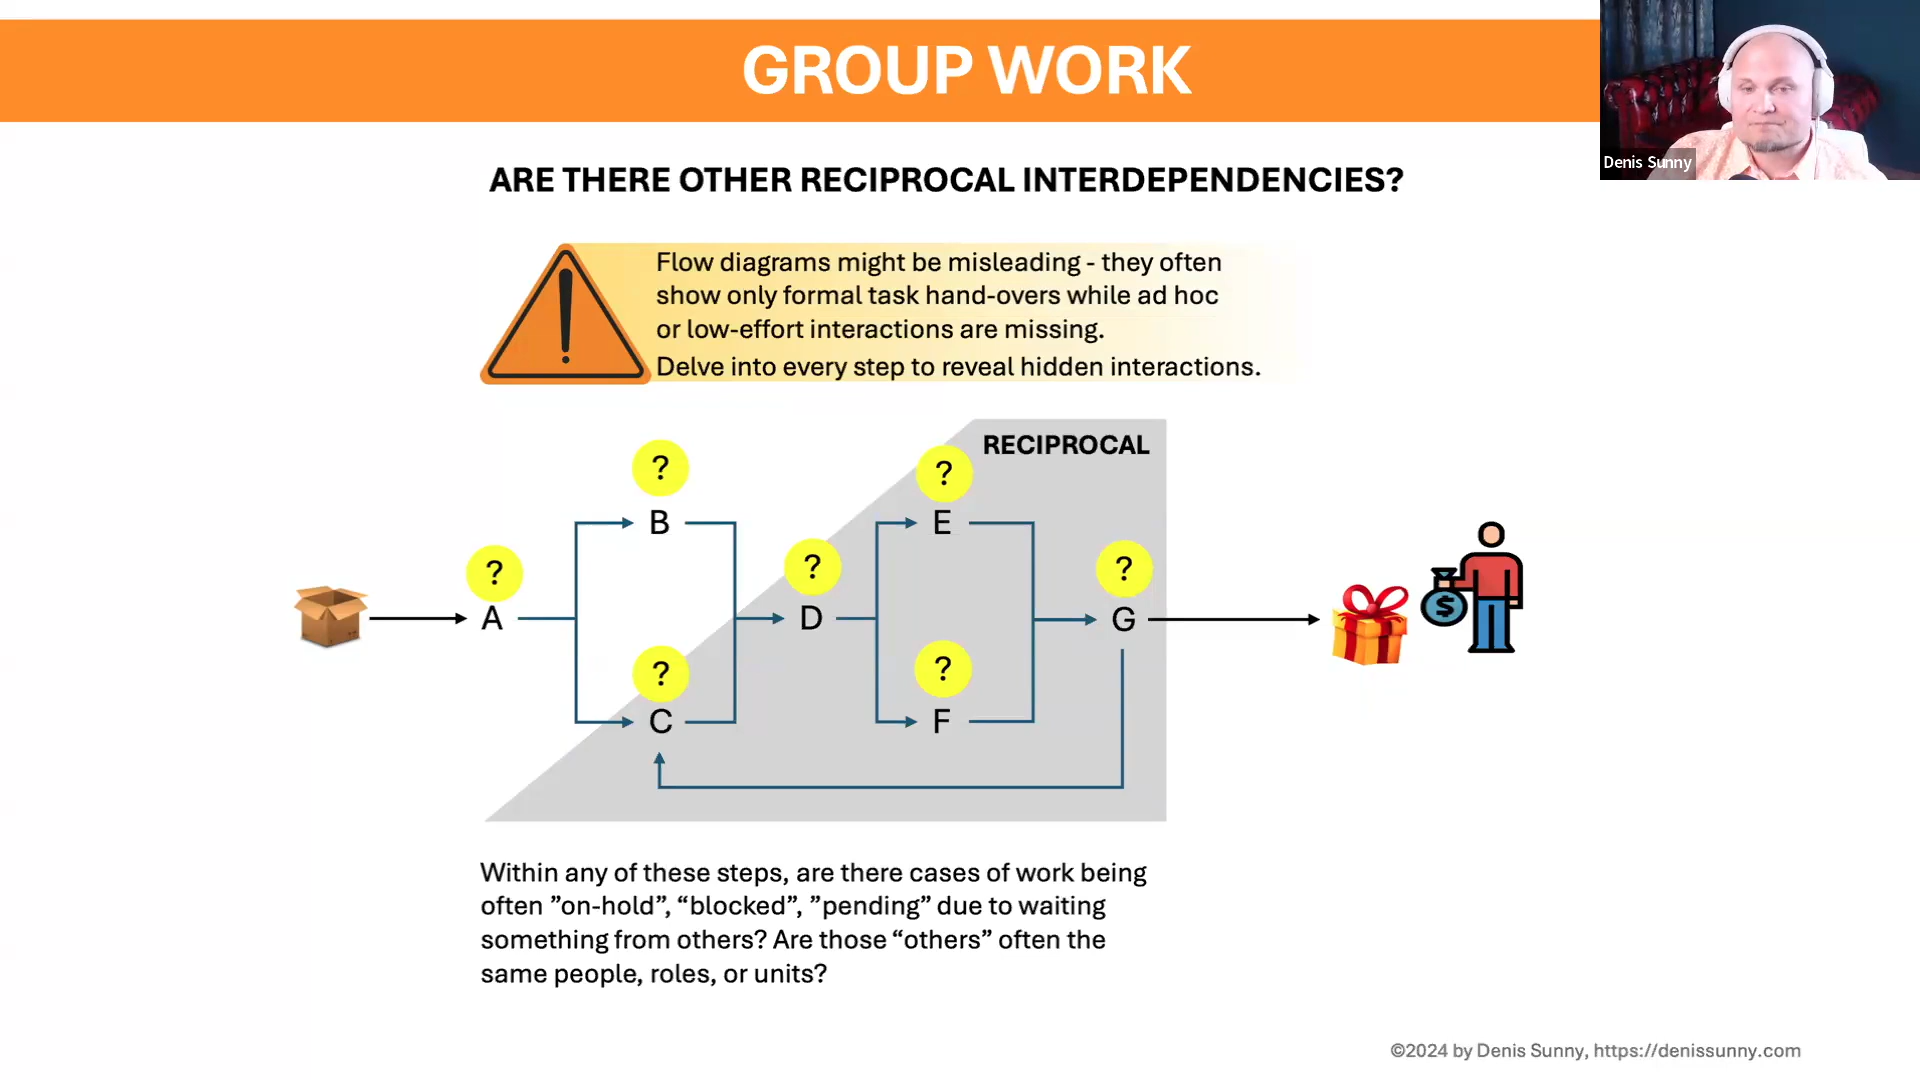 GROUP WORK
Denis Sunny
ARE THERE OTHER RECIPROCAL INTERDEPENDENCIES?
Flow diagrams might be misleading - they often
show only formal task hand-overs while ad hoc
or low-effort interactions are missing.
Delve into every step to reveal hidden interactions.
RECIPROCAL
?
?
B
E
?
?
?
A
D
G
$
?
?
C
F
Within any of these steps, are there cases of work being
often ”on-hold”, “blocked”, ”pending” due to waiting
something from others? Are those “others” often the
same people, roles, or units?
©2024 by Denis Sunny, https://denissunny.com